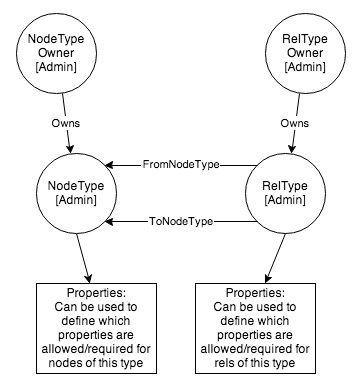 NodeType
Owner
[Admin]
RelType
Owner
[Admin]
Owns
Owns
FromNodeType
NodeType
[Admin]
RelType
[Admin]
ToNodeType
Properties:
Can be used to
define which
properties are
allowed/required for
nodes of this type
Properties:
Can be used to
define which
properties are
allowed/required for
rels of this type